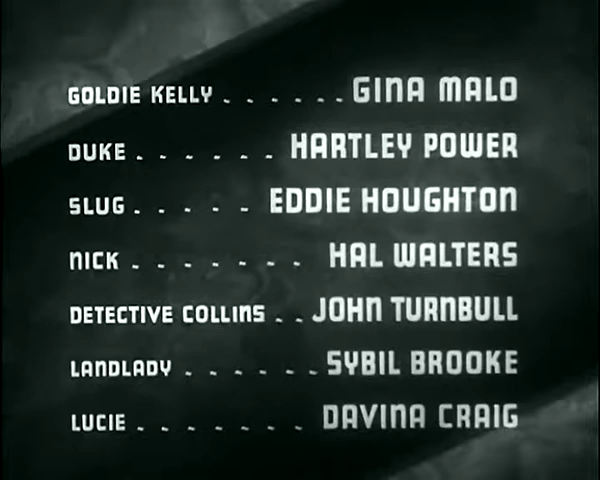 GOLDIE KELLY . . . . . . GINA MALO
DUKE . . . . . . HARTLEY POWER
SLUG . . . . . EDDIE HOUGHTON
NICK . . . . . . . HAL WALTERS
DETECTIVE COLLINS . . JOHN TURNBULL
LANDLADY . . . . . . SYBIL BROOKE
LUCIE . . . . . . . DAVINA CRAIG